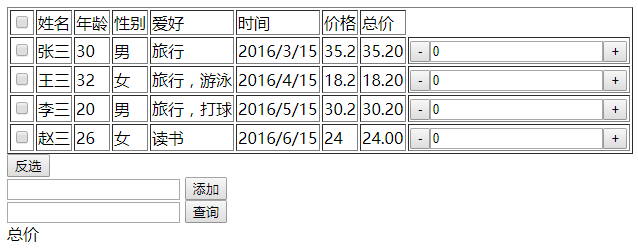 姓名 年龄 性别 爱好 时间 价格 总价
张三 30 男 旅行 2016/3/15 35.2 35.20 - 0 +
王三 32 女 旅行，游泳 2016/4/15 18.2 18.20 - 0 +
李三 20 男 旅行，打球 2016/5/15 30.2 30.20 - 0 +
赵三 26 女 读书 2016/6/15 24 24.00 - 0 +
反选
添加
查询
总价